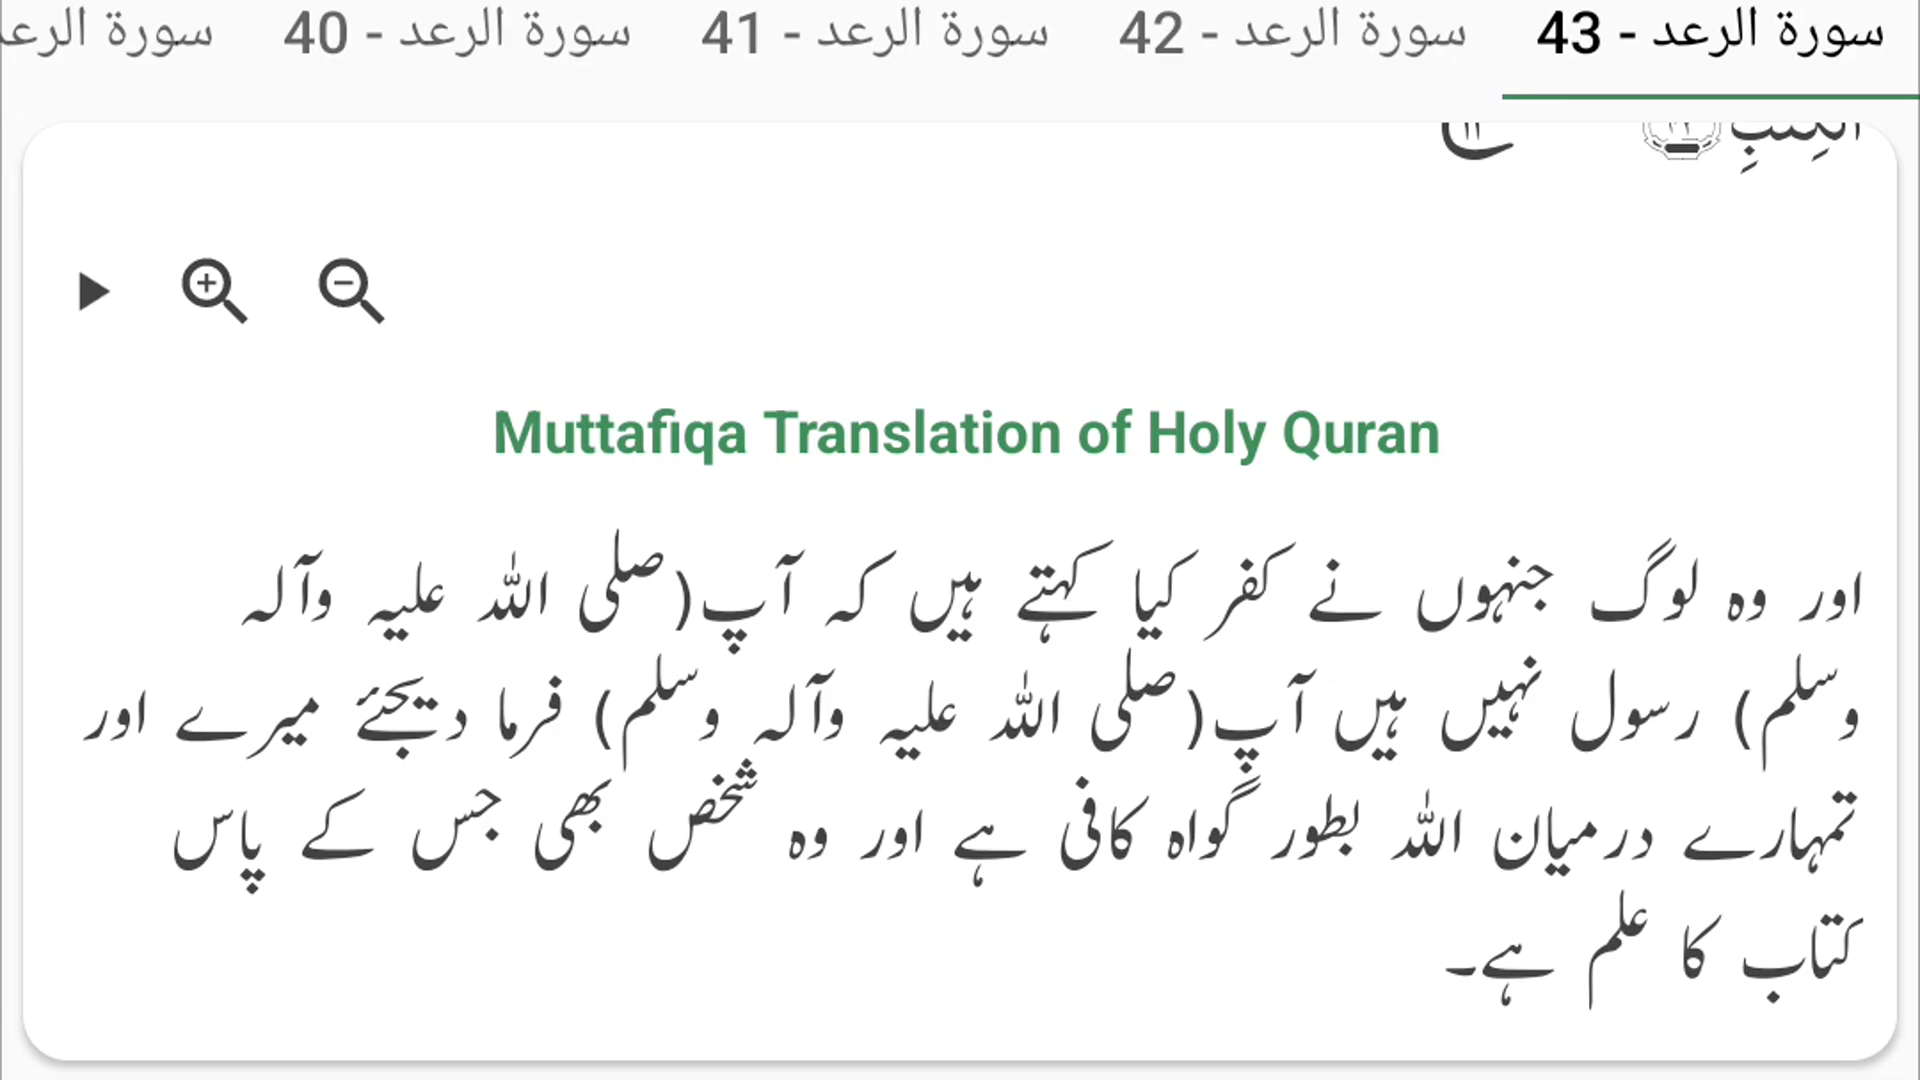 سورة الرعد - 43
سورة الرعد - 42
سورة الرعد - 41
سورة الرعد - 40
سورة الرعد
Muttafiqa Translation of Holy Quran
اور وہ لوگ جنہوں نے کفر کیا کہتے ہیں کہ آپ(صلی اللہ علیہ وآلہ
وسلم) رسول نہیں ہیں آپ(صلی اللہ علیہ وآلہ وسلم) فرما دیجئے میرے اور
تمہارے درمیان اللہ بطور گواہ کافی ہے اور وہ شخص بھی جس کے پاس
کتاب کا علم ہے۔